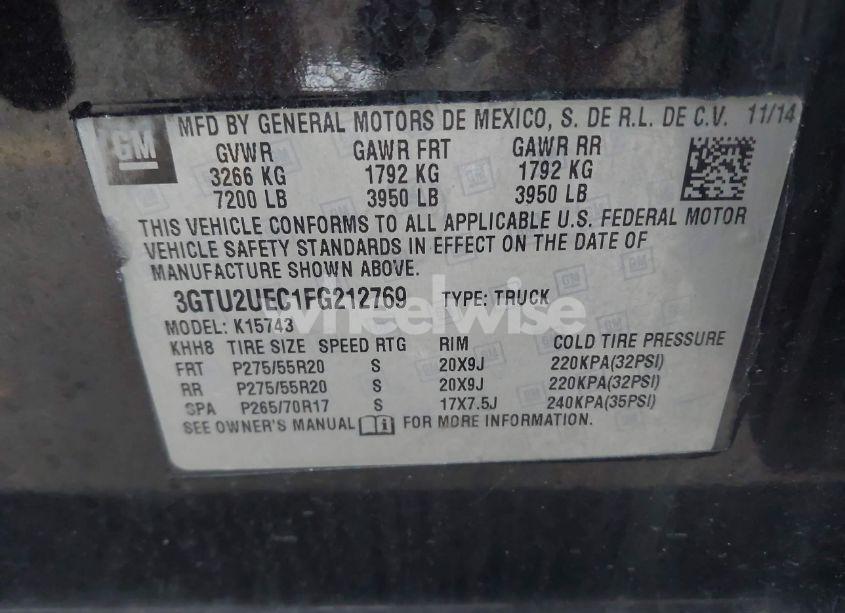 GM MFD BY GENERAL MOTORS DE MEXICO, S. DE R.L. DE C.V. 11/14
GVWR GAWR FRT GAWR RR
3266 KG 1792 KG 1792 KG
7200 LB 3950 LB 3950 LB
THIS VEHICLE CONFORMS TO ALL APPLICABLE U.S. FEDERAL MOTOR
VEHICLE SAFETY STANDARDS IN EFFECT ON THE DATE OF
MANUFACTURE SHOWN ABOVE.
3GTU2UEC1FG212769 TYPE: TRUCK
wheelwise
MODEL: K15743
KHH8 TIRE SIZE SPEED RTG RIM COLD TIRE PRESSURE
FRT P275/55R20 S 20X9J 220KPA(32PSI)
RR P275/55R20 S 20X9J 220KPA(32PSI)
SPA P265/70R17 S 17X7.5J 240KPA(35PSI)
SEE OWNER'S MANUAL i FOR MORE INFORMATION.